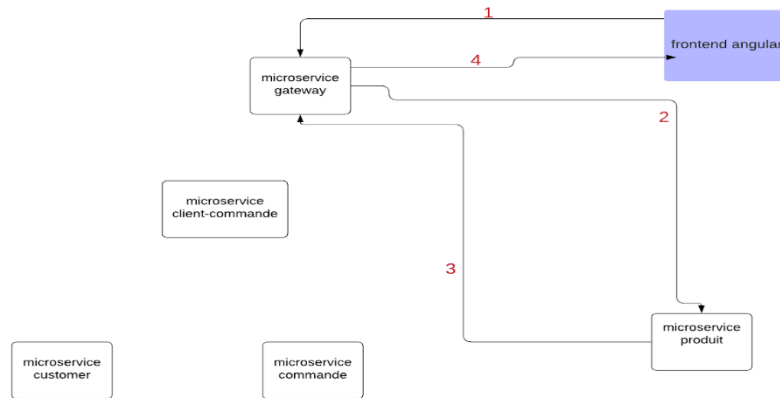 1
frontend angular
4
microservice
gateway
2
microservice
client-commande
3
microservice
produit
microservice
customer
microservice
commande